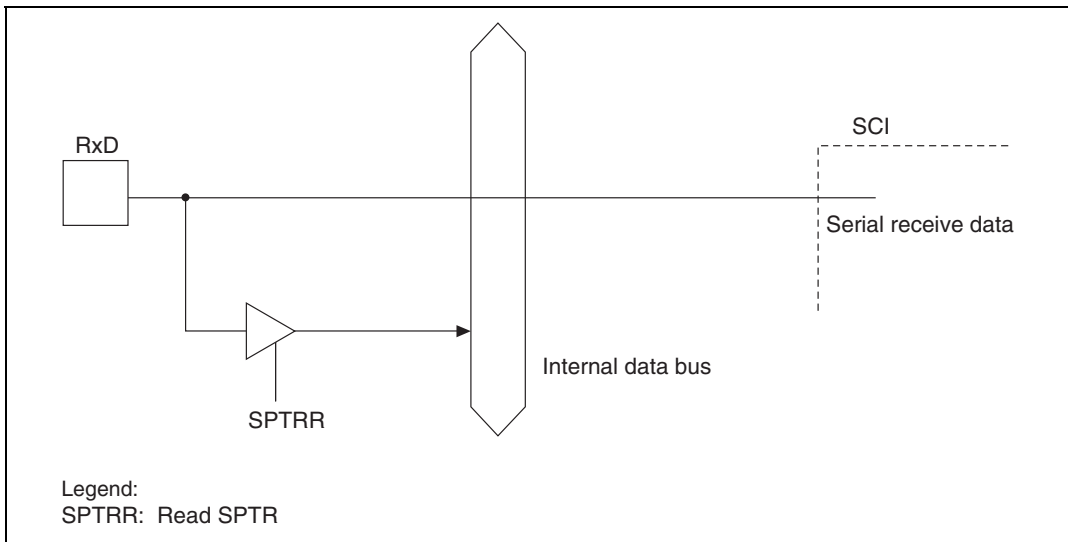 SCI
RxD
Serial receive data
Internal data bus
SPTRR
Legend:
SPTRR: Read SPTR